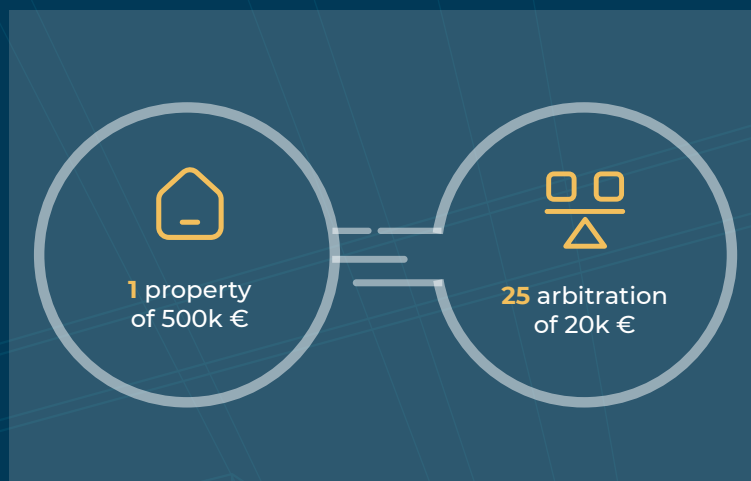 1 property
of 500k €
25 arbitration
of 20k €